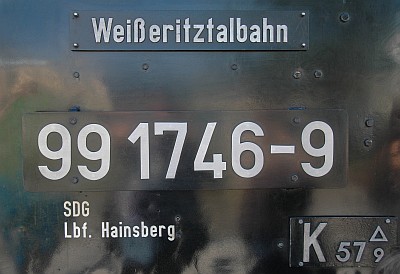 Weißeritztalbahn
99 1746-9
SDG
Lbf. Hainsberg
K 57 9